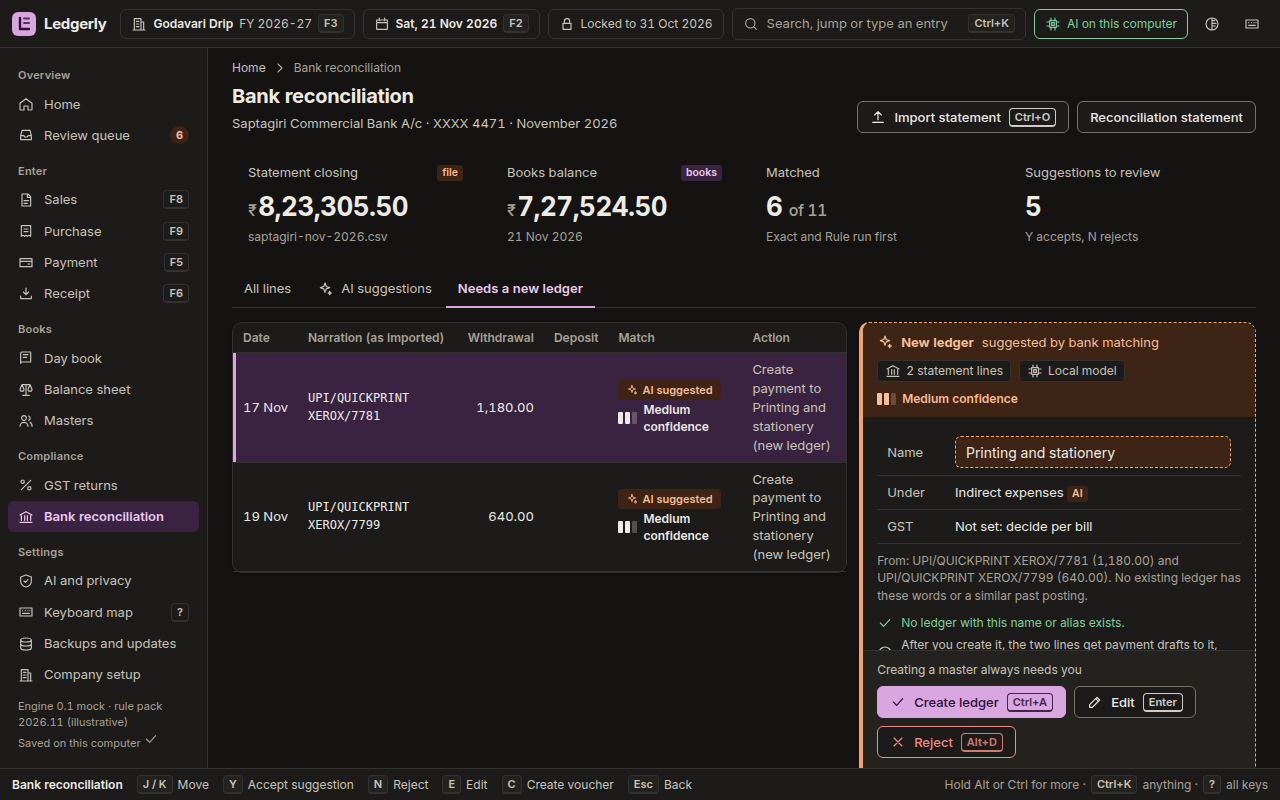 Ledgerly
Godavari Drip FY 2026-27 F3
Sat, 21 Nov 2026 F2
Locked to 31 Oct 2026
Search, jump or type an entry Ctrl+K
AI on this computer
Overview
Home
Review queue 6
Enter
Sales F8
Purchase F9
Payment F5
Receipt F6
Books
Day book
Balance sheet
Masters
Compliance
GST returns
Bank reconciliation
Settings
AI and privacy
Keyboard map ?
Backups and updates
Company setup
Engine 0.1 mock · rule pack
2026.11 (illustrative)
Saved on this computer
Home > Bank reconciliation
Bank reconciliation
Saptagiri Commercial Bank A/c · XXXX 4471 · November 2026
Import statement Ctrl+O
Reconciliation statement
Statement closing file
₹8,23,305.50
saptagiri-nov-2026.csv
Books balance books
₹7,27,524.50
21 Nov 2026
Matched
6 of 11
Exact and Rule run first
Suggestions to review
5
Y accepts, N rejects
All lines
AI suggestions
Needs a new ledger
Date Narration (as imported) Withdrawal Deposit Match Action
17 Nov
UPI/QUICKPRINT
XEROX/7781
1,180.00
AI suggested
Medium
confidence
Create
payment to
Printing and
stationery
(new ledger)
19 Nov
UPI/QUICKPRINT
XEROX/7799
640.00
AI suggested
Medium
confidence
Create
payment to
Printing and
stationery
(new ledger)
New ledger suggested by bank matching
2 statement lines
Local model
Medium confidence
Name Printing and stationery
Under Indirect expenses AI
GST Not set: decide per bill
From: UPI/QUICKPRINT XEROX/7781 (1,180.00) and
UPI/QUICKPRINT XEROX/7799 (640.00). No existing ledger has
these words or a similar past posting.
No ledger with this name or alias exists.
After you create it, the two lines get payment drafts to it,
Creating a master always needs you
Create ledger Ctrl+A
Edit Enter
Reject Alt+D
Bank reconciliation J / K Move Y Accept suggestion N Reject E Edit C Create voucher Esc Back
Hold Alt or Ctrl for more · Ctrl+K anything · ? all keys